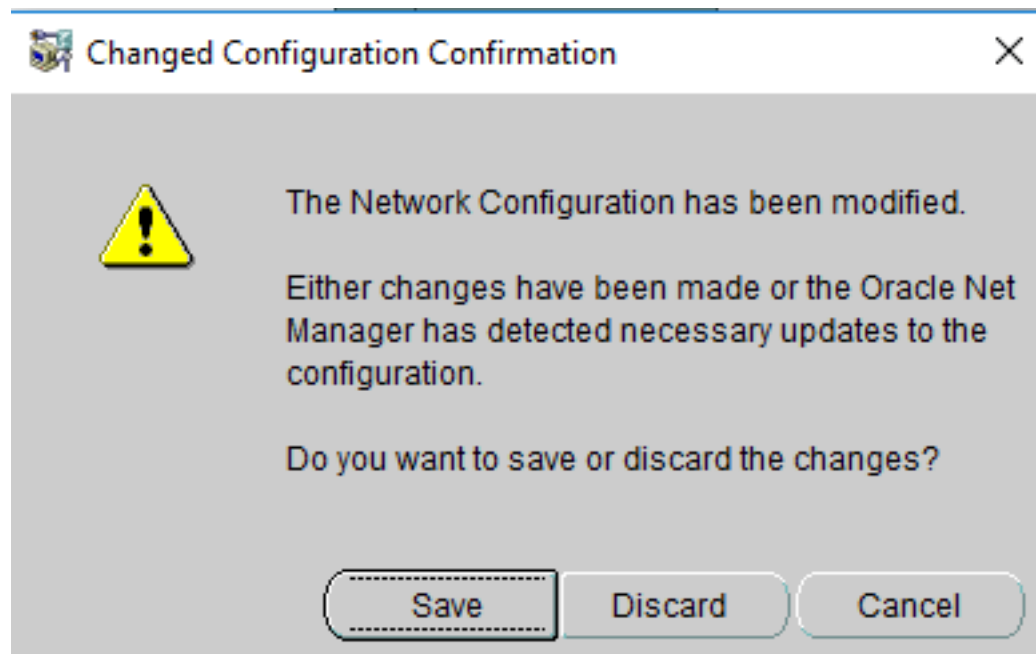 Changed Configuration Confirmation
The Network Configuration has been modified.
Either changes have been made or the Oracle Net
Manager has detected necessary updates to the
configuration.
Do you want to save or discard the changes?
Save Discard Cancel